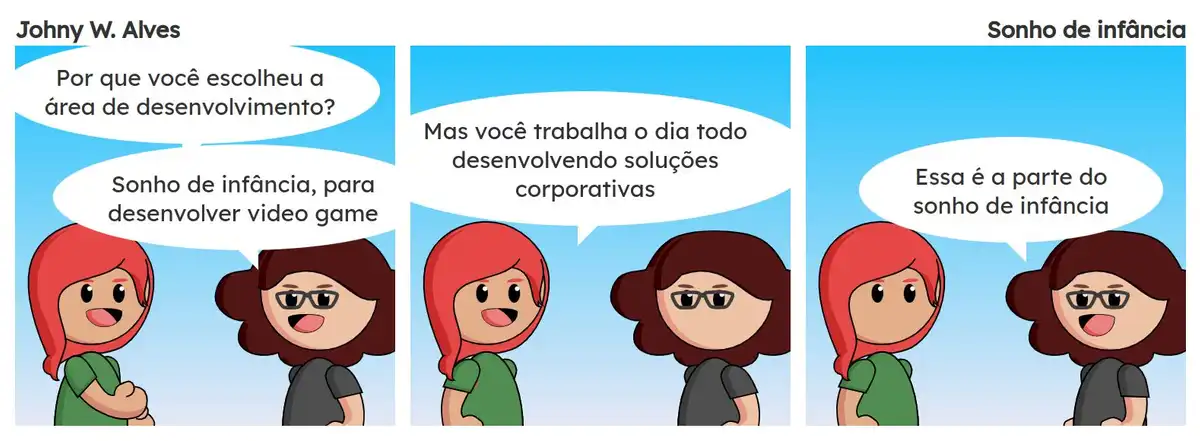 Johny W. Alves
Sonho de infância
Por que você escolheu a
área de desenvolvimento?
Sonho de infância, para
desenvolver video game
Mas você trabalha o dia todo
desenvolvendo soluções
corporativas
Essa é a parte do
sonho de infância